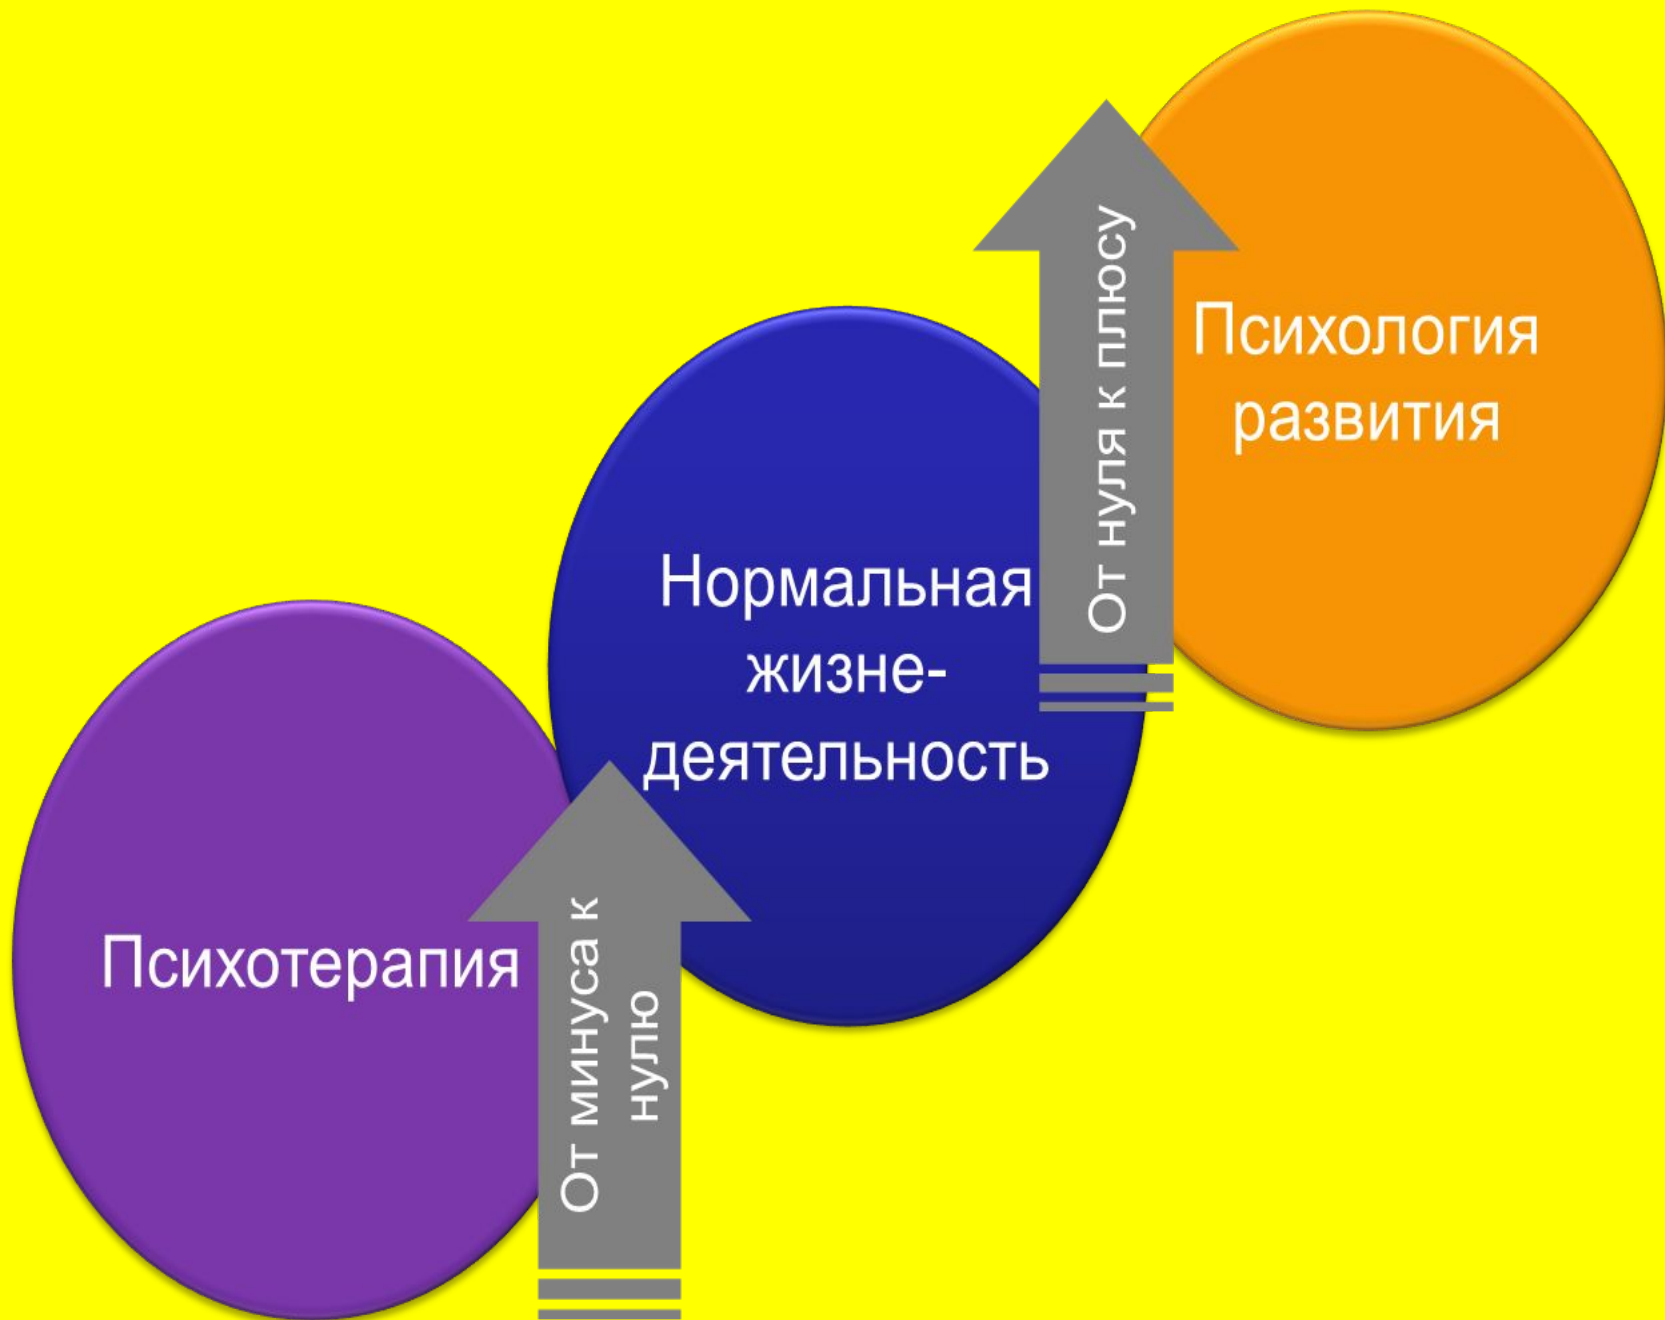 Психотерапия
От минуса к
нулю
Нормальная
жизне-
деятельность
От нуля к плюсу
Психология
развития